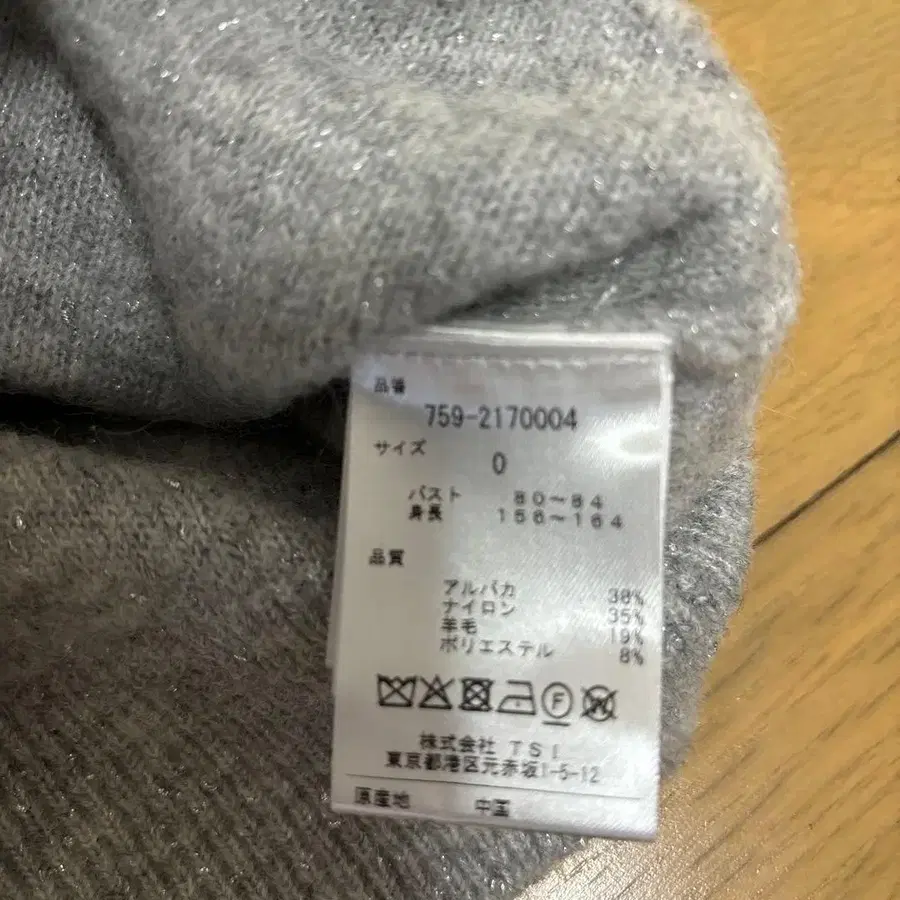 品番
759-2170004
サイズ
0
バスト 80～84
身長 156～164
品質
アルパカ 38%
ナイロン 35%
羊毛 19%
ポリエステル 8%
F
W
株式会社 TSI
東京都港区元赤坂1-5-12
原産地 中国